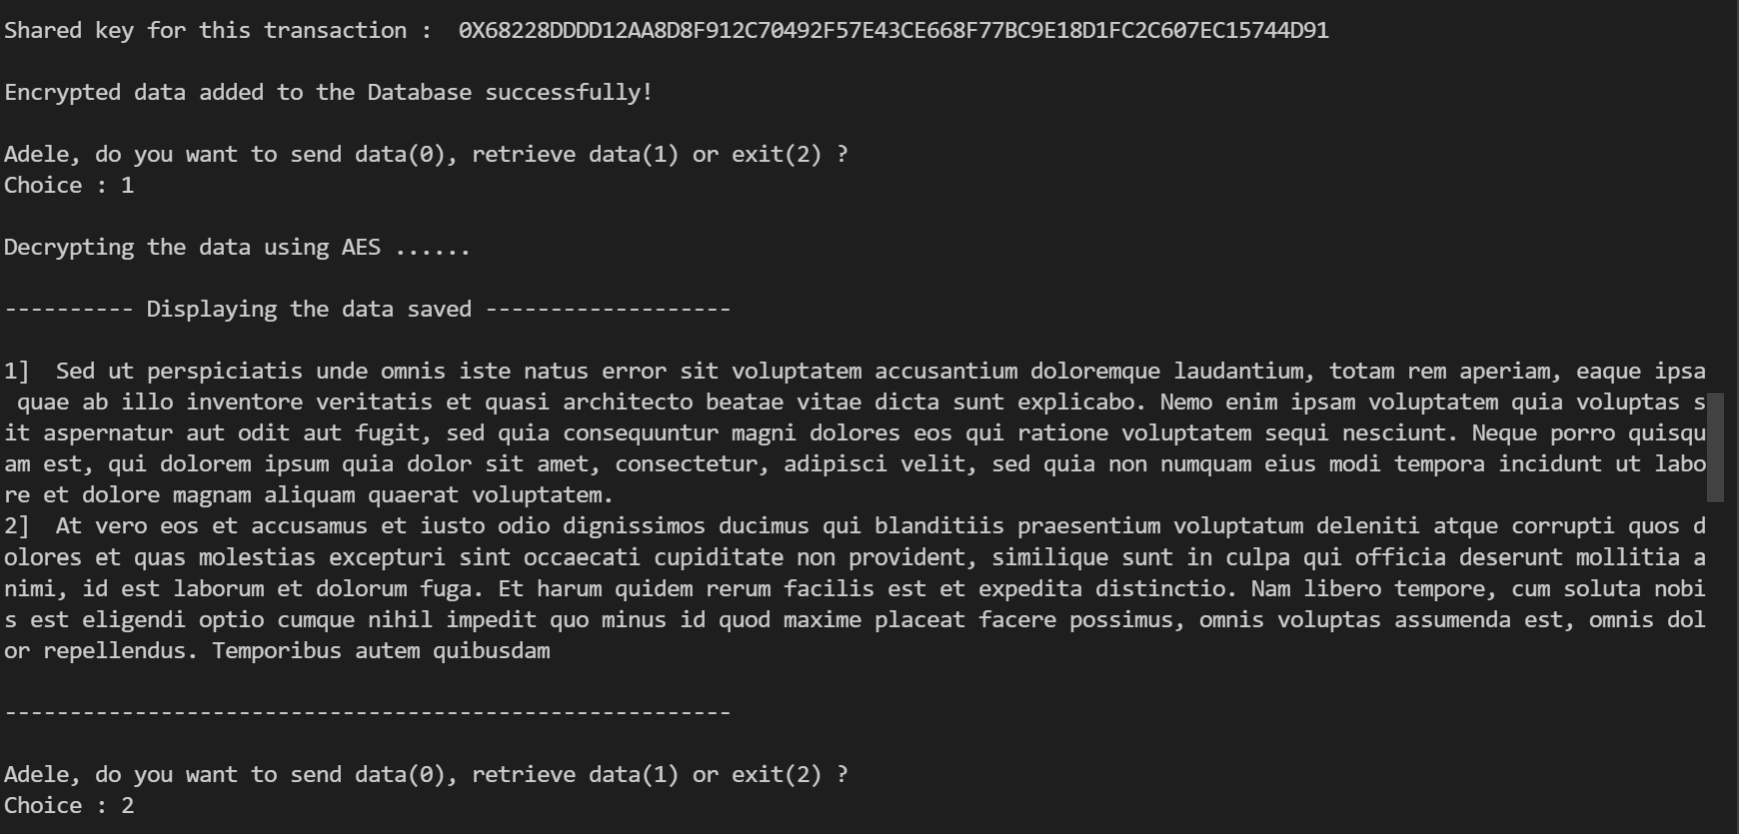 Shared key for this transaction :  0X68228DDDD12AA8D8F912C70492F57E43CE668F77BC9E18D1FC2C607EC15744D91
Encrypted data added to the Database successfully!
Adele, do you want to send data(0), retrieve data(1) or exit(2) ?
Choice : 1
Decrypting the data using AES ......
---------- Displaying the data saved -------------------
1]  Sed ut perspiciatis unde omnis iste natus error sit voluptatem accusantium doloremque laudantium, totam rem aperiam, eaque ipsa
 quae ab illo inventore veritatis et quasi architecto beatae vitae dicta sunt explicabo. Nemo enim ipsam voluptatem quia voluptas s
it aspernatur aut odit aut fugit, sed quia consequuntur magni dolores eos qui ratione voluptatem sequi nesciunt. Neque porro quisqu
am est, qui dolorem ipsum quia dolor sit amet, consectetur, adipisci velit, sed quia non numquam eius modi tempora incidunt ut labo
re et dolore magnam aliquam quaerat voluptatem.
2]  At vero eos et accusamus et iusto odio dignissimos ducimus qui blanditiis praesentium voluptatum deleniti atque corrupti quos d
olores et quas molestias excepturi sint occaecati cupiditate non provident, similique sunt in culpa qui officia deserunt mollitia a
nimi, id est laborum et dolorum fuga. Et harum quidem rerum facilis est et expedita distinctio. Nam libero tempore, cum soluta nobi
s est eligendi optio cumque nihil impedit quo minus id quod maxime placeat facere possimus, omnis voluptas assumenda est, omnis dol
or repellendus. Temporibus autem quibusdam
--------------------------------------------------------
Adele, do you want to send data(0), retrieve data(1) or exit(2) ?
Choice : 2